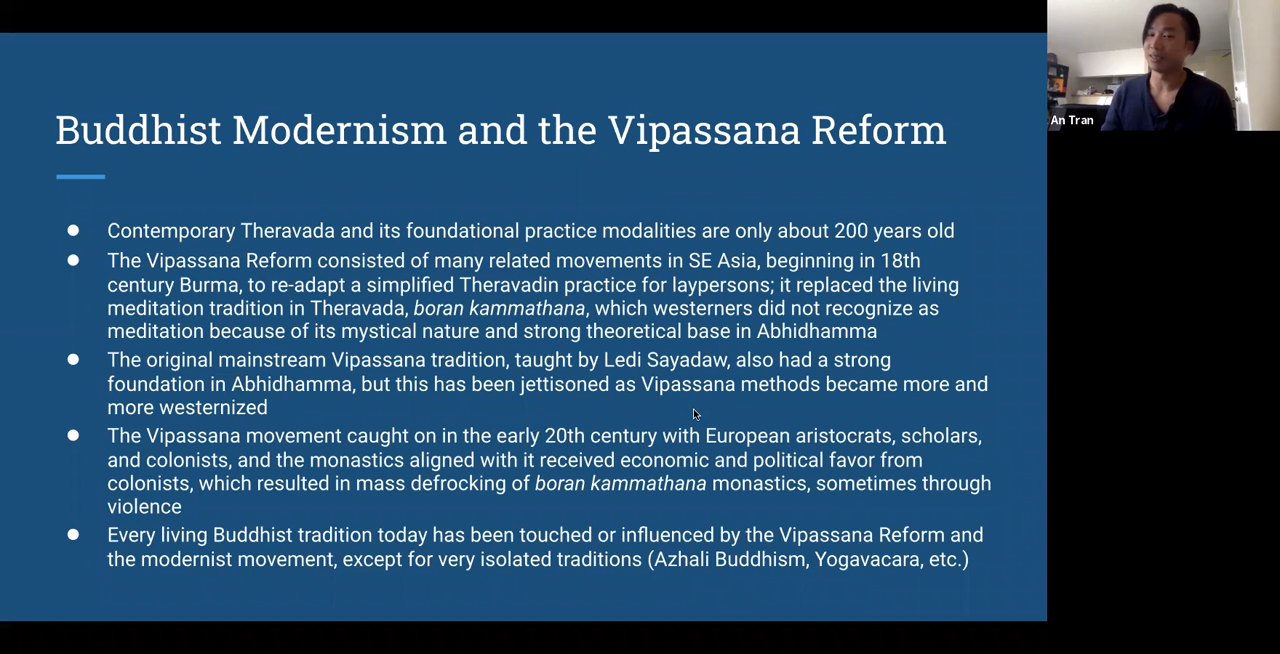 Buddhist Modernism and the Vipassana Reform
● Contemporary Theravada and its foundational practice modalities are only about 200 years old
● The Vipassana Reform consisted of many related movements in SE Asia, beginning in 18th
century Burma, to re-adapt a simplified Theravadin practice for laypersons; it replaced the living
meditation tradition in Theravada, boran kammathana, which westerners did not recognize as
meditation because of its mystical nature and strong theoretical base in Abhidhamma
● The original mainstream Vipassana tradition, taught by Ledi Sayadaw, also had a strong
foundation in Abhidhamma, but this has been jettisoned as Vipassana methods became more and
more westernized
● The Vipassana movement caught on in the early 20th century with European aristocrats, scholars,
and colonists, and the monastics aligned with it received economic and political favor from
colonists, which resulted in mass defrocking of boran kammathana monastics, sometimes through
violence
● Every living Buddhist tradition today has been touched or influenced by the Vipassana Reform and
the modernist movement, except for very isolated traditions (Azhali Buddhism, Yogavacara, etc.)
An Tran